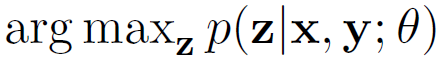 arg max_z p(z|x, y; θ)